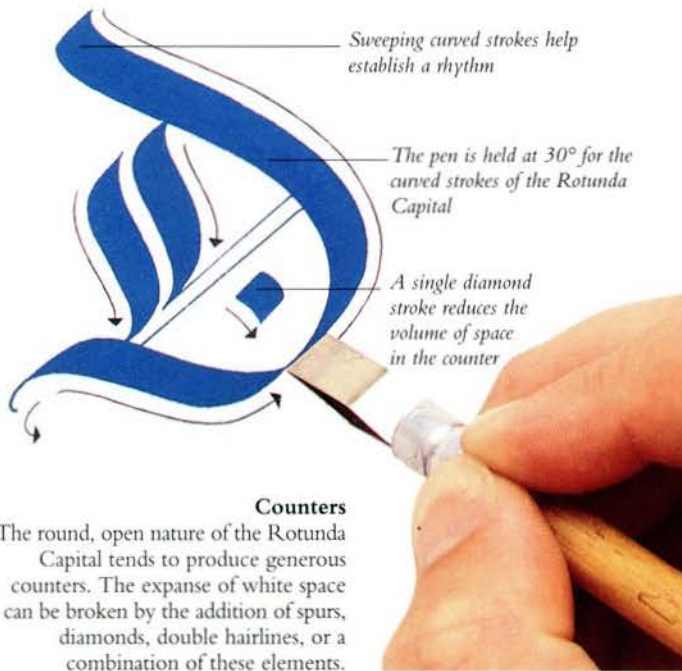 Sweeping curved strokes help
establish a rhythm
The pen is held at 30° for the
curved strokes of the Rotunda
Capital
A single diamond
stroke reduces the
volume of space
in the counter
Counters
The round, open nature of the Rotunda
Capital tends to produce generous
counters. The expanse of white space
can be broken by the addition of spurs,
diamonds, double hairlines, or a
combination of these elements.